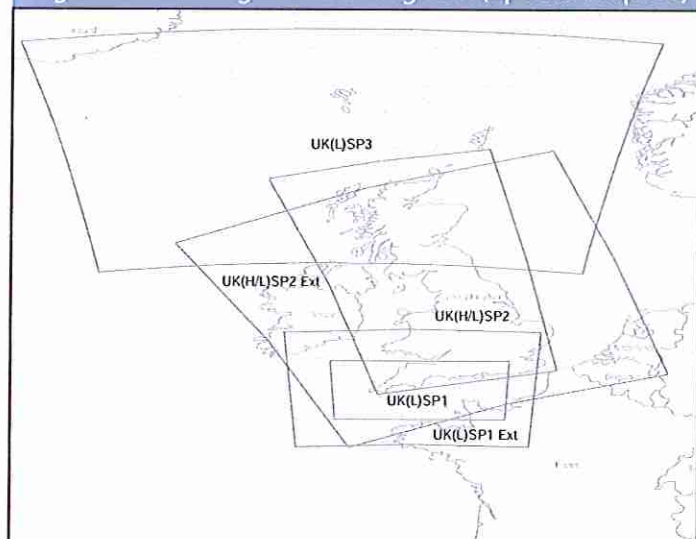 UK(L)SP3
UK(H/L)SP2 Ext
UK(H/L)SP2
UK(L)SP1
UK(L)SP1 Ext